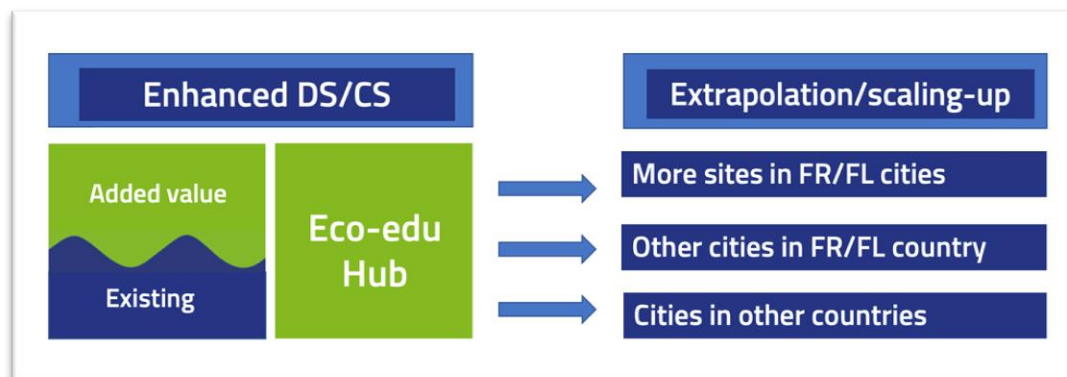 Enhanced DS/CS
Added value
Existing
Eco-edu
Hub
Extrapolation/scaling-up
More sites in FR/FL cities
Other cities in FR/FL country
Cities in other countries